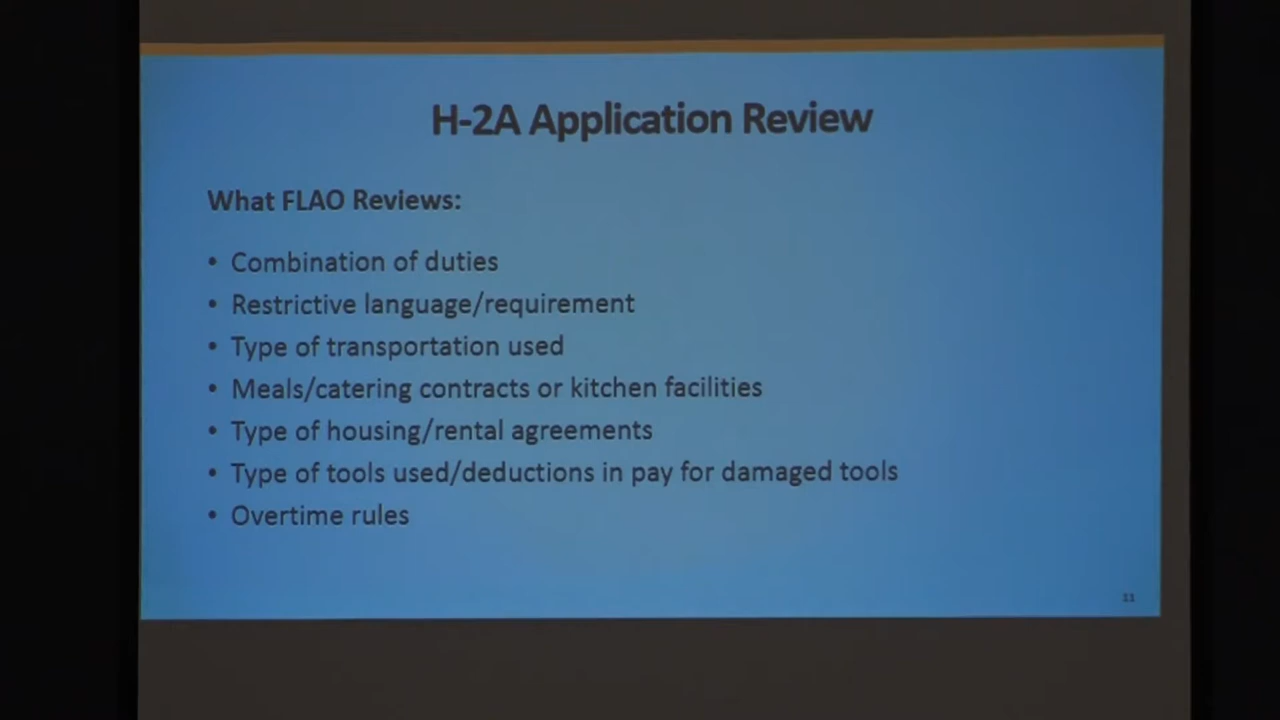 H-2A Application Review
What FLAO Reviews:
• Combination of duties
• Restrictive language/requirement
• Type of transportation used
• Meals/catering contracts or kitchen facilities
• Type of housing/rental agreements
• Type of tools used/deductions in pay for damaged tools
• Overtime rules
11